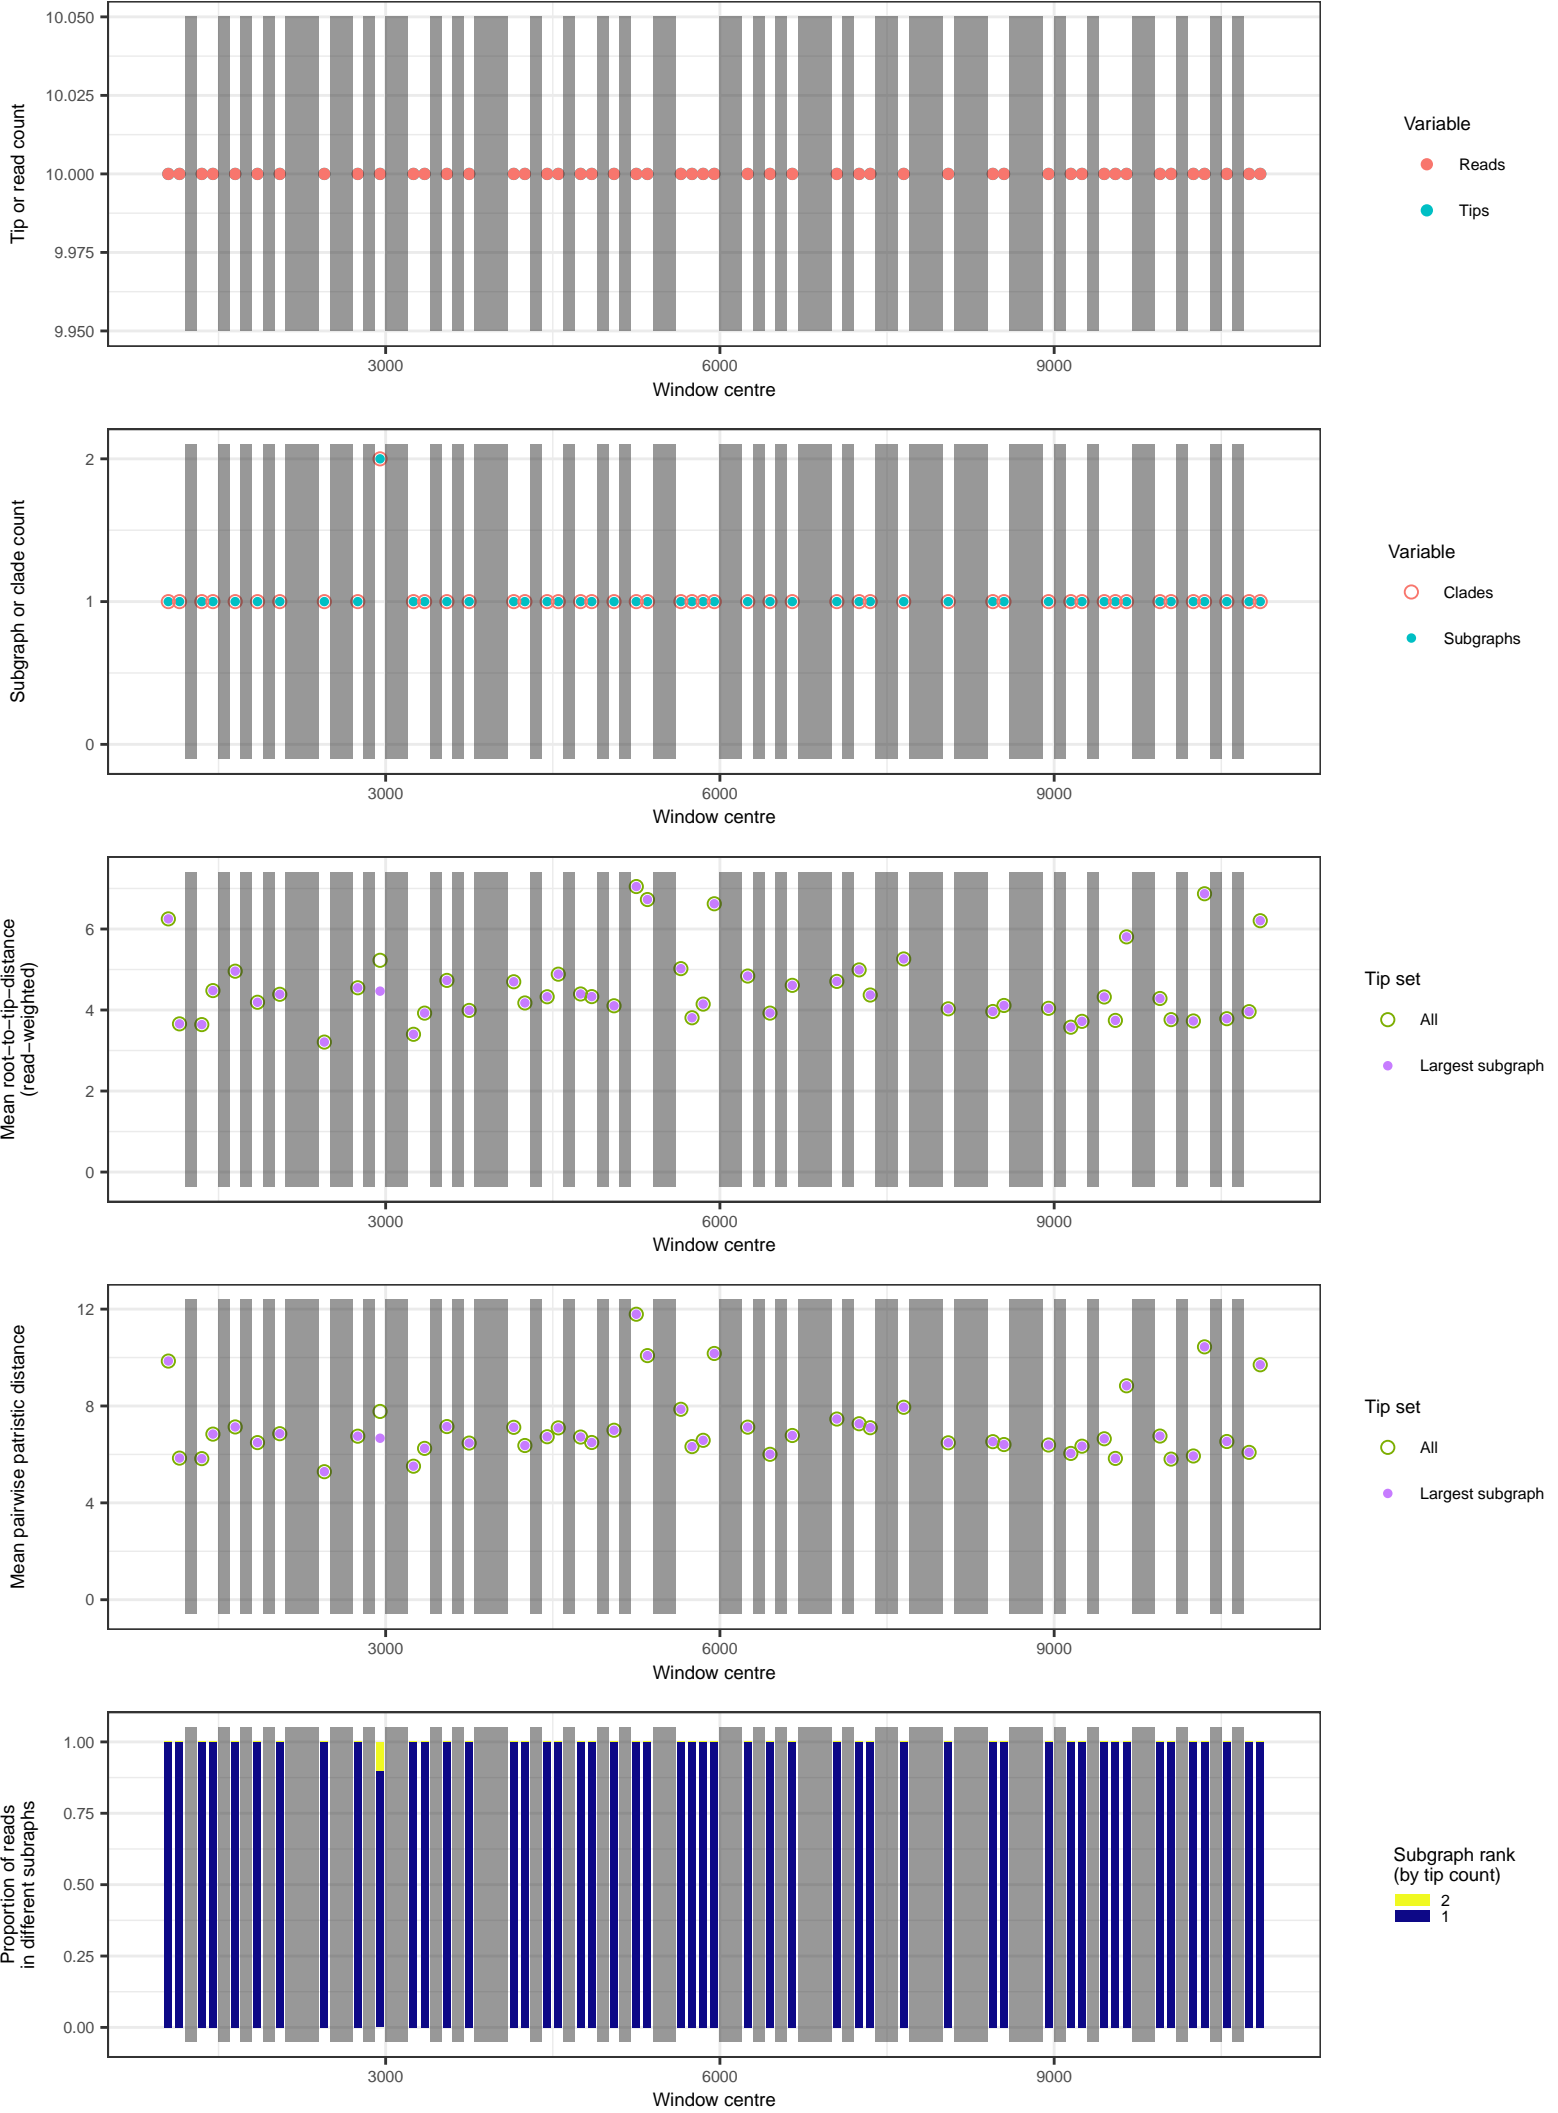 10.050
10.025
10.000
9.975
9.950
Tip or read count
3000
6000
9000
Window centre
Variable
Reads
Tips
2
1
0
Subgraph or clade count
3000
6000
9000
Window centre
Variable
Clades
Subgraphs
6
4
2
0
Mean root−to−tip−distance
(read−weighted)
3000
6000
9000
Window centre
Tip set
All
Largest subgraph
12
8
4
0
Mean pairwise patristic distance
3000
6000
9000
Window centre
Tip set
All
Largest subgraph
1.00
0.75
0.50
0.25
0.00
Proportion of reads
in different subraphs
3000
6000
9000
Window centre
Subgraph rank
(by tip count)
2
1